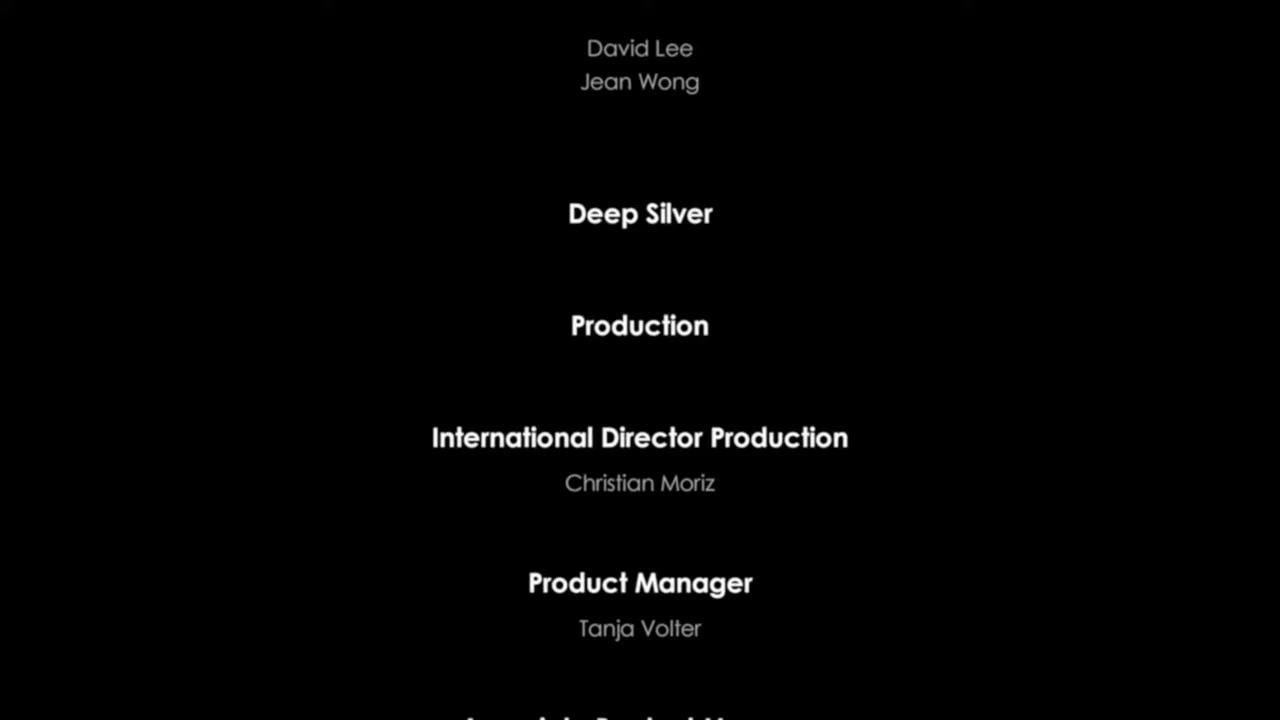 David Lee
Jean Wong
Deep Silver
Production
International Director Production
Christian Moriz
Product Manager
Tanja Volter